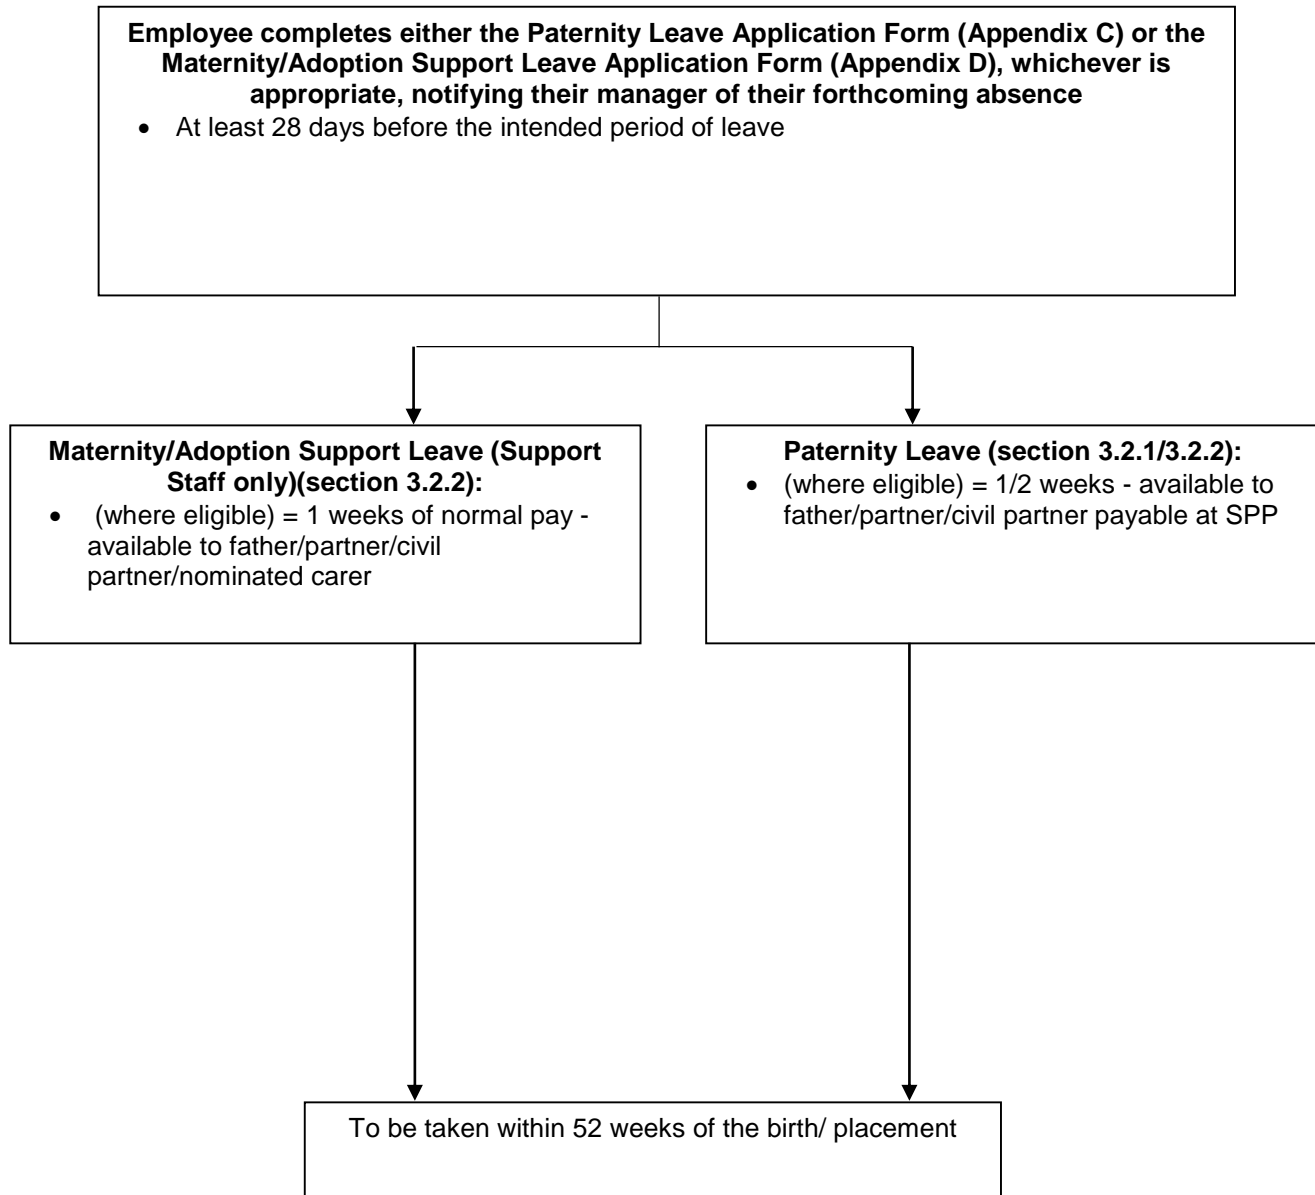 Employee completes either the Paternity Leave Application Form (Appendix C) or the
Maternity/Adoption Support Leave Application Form (Appendix D), whichever is
appropriate, notifying their manager of their forthcoming absence
• At least 28 days before the intended period of leave
Maternity/Adoption Support Leave (Support
Staff only)(section 3.2.2):
• (where eligible) = 1 weeks of normal pay -
available to father/partner/civil
partner/nominated carer
Paternity Leave (section 3.2.1/3.2.2):
• (where eligible) = 1/2 weeks - available to
father/partner/civil partner payable at SPP
To be taken within 52 weeks of the birth/ placement